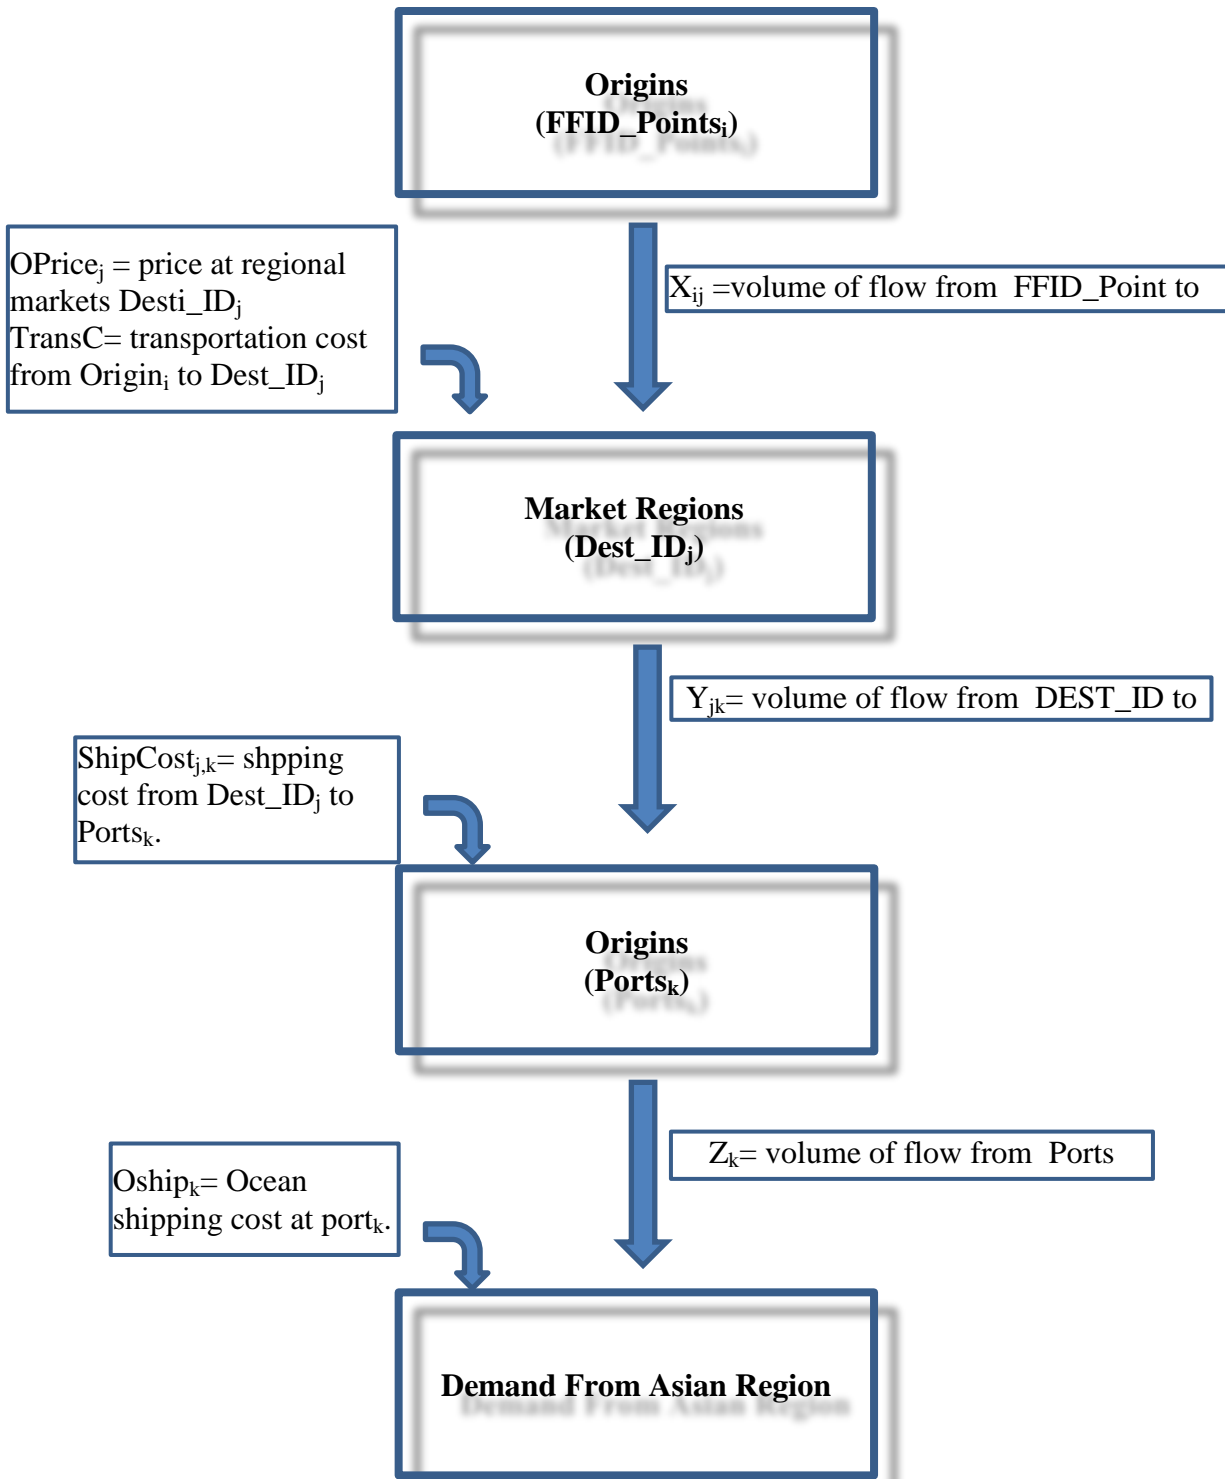 Origins
(FFID_Pointsᵢ)
OPriceⱼ = price at regional
markets Desti_IDⱼ
TransC= transportation cost
from Originᵢ to Dest_IDⱼ
Xᵢⱼ =volume of flow from FFID_Point to
Market Regions
(Dest_IDⱼ)
Yⱼₖ= volume of flow from DEST_ID to
ShipCostⱼ,ₖ= shpping
cost from Dest_IDⱼ to
Portsₖ.
Origins
(Portsₖ)
Zₖ= volume of flow from Ports
Oshipₖ= Ocean
shipping cost at portₖ.
Demand From Asian Region